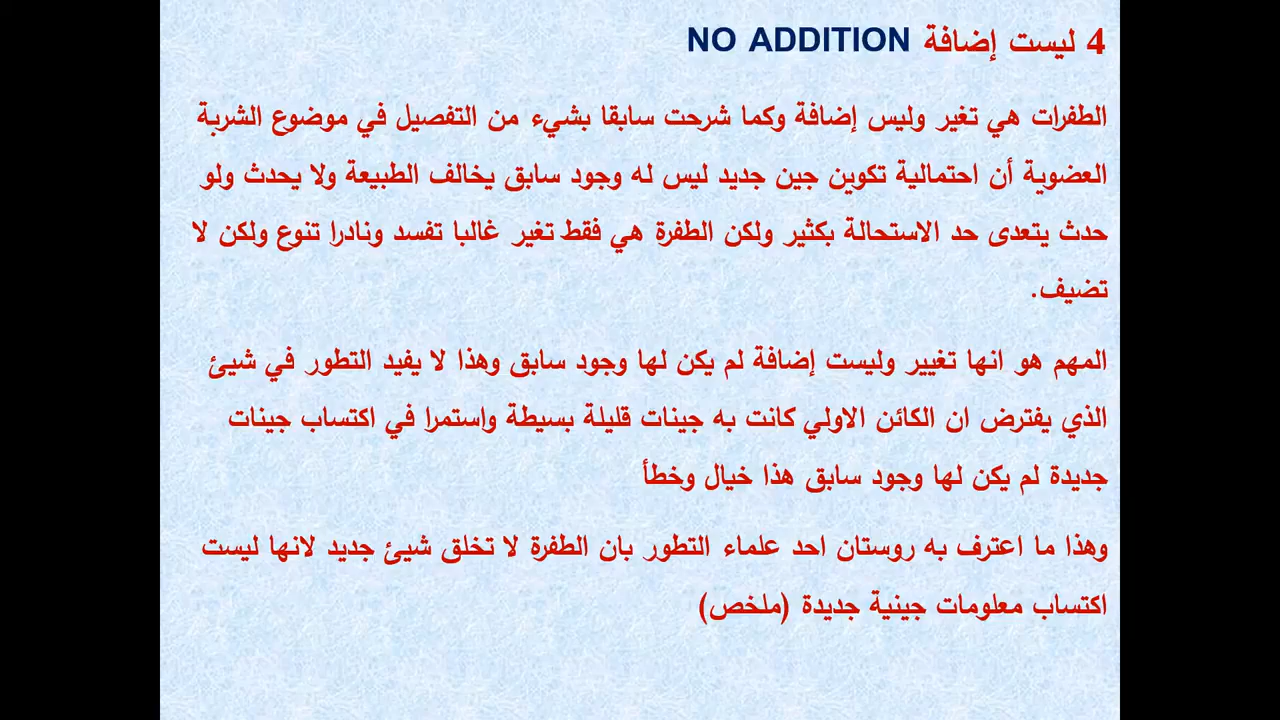 4 ليست إضافة NO ADDITION
الطفرات هي تغير وليس إضافة وكما شرحت سابقا بشيء من التفصيل في موضوع الشربة
العضوية أن احتمالية تكوين جين جديد ليس له وجود سابق يخالف الطبيعة ولا يحدث ولو
حدث يتعدى حد الاستحالة بكثير ولكن الطفرة هي فقط تغير غالبا تفسد ونادرا تنوع ولكن لا
تضيف.
المهم هو انها تغيير وليست إضافة لم يكن لها وجود سابق وهذا لا يفيد التطور في شيئ
الذي يفترض ان الكائن الاولي كانت به جينات قليلة بسيطة واستمرا في اكتساب جينات
جديدة لم يكن لها وجود سابق هذا خيال وخطأ
وهذا ما اعترف به روستان احد علماء التطور بان الطفرة لا تخلق شيئ جديد لانها ليست
اكتساب معلومات جينية جديدة (ملخص)